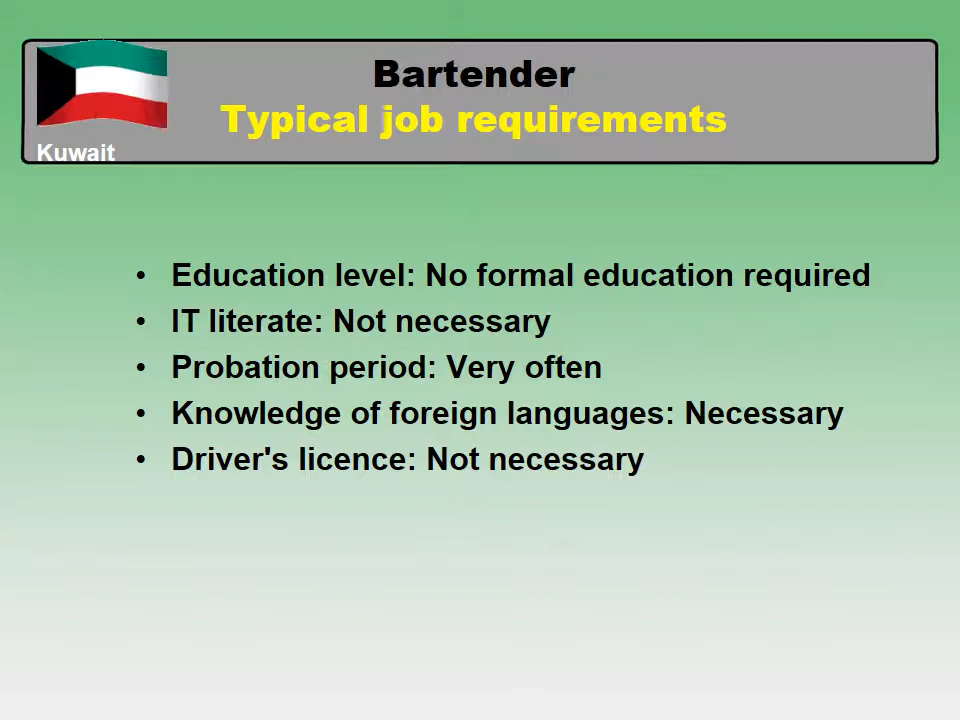 Bartender
Typical job requirements
Kuwait
• Education level: No formal education required
• IT literate: Not necessary
• Probation period: Very often
• Knowledge of foreign languages: Necessary
• Driver's licence: Not necessary